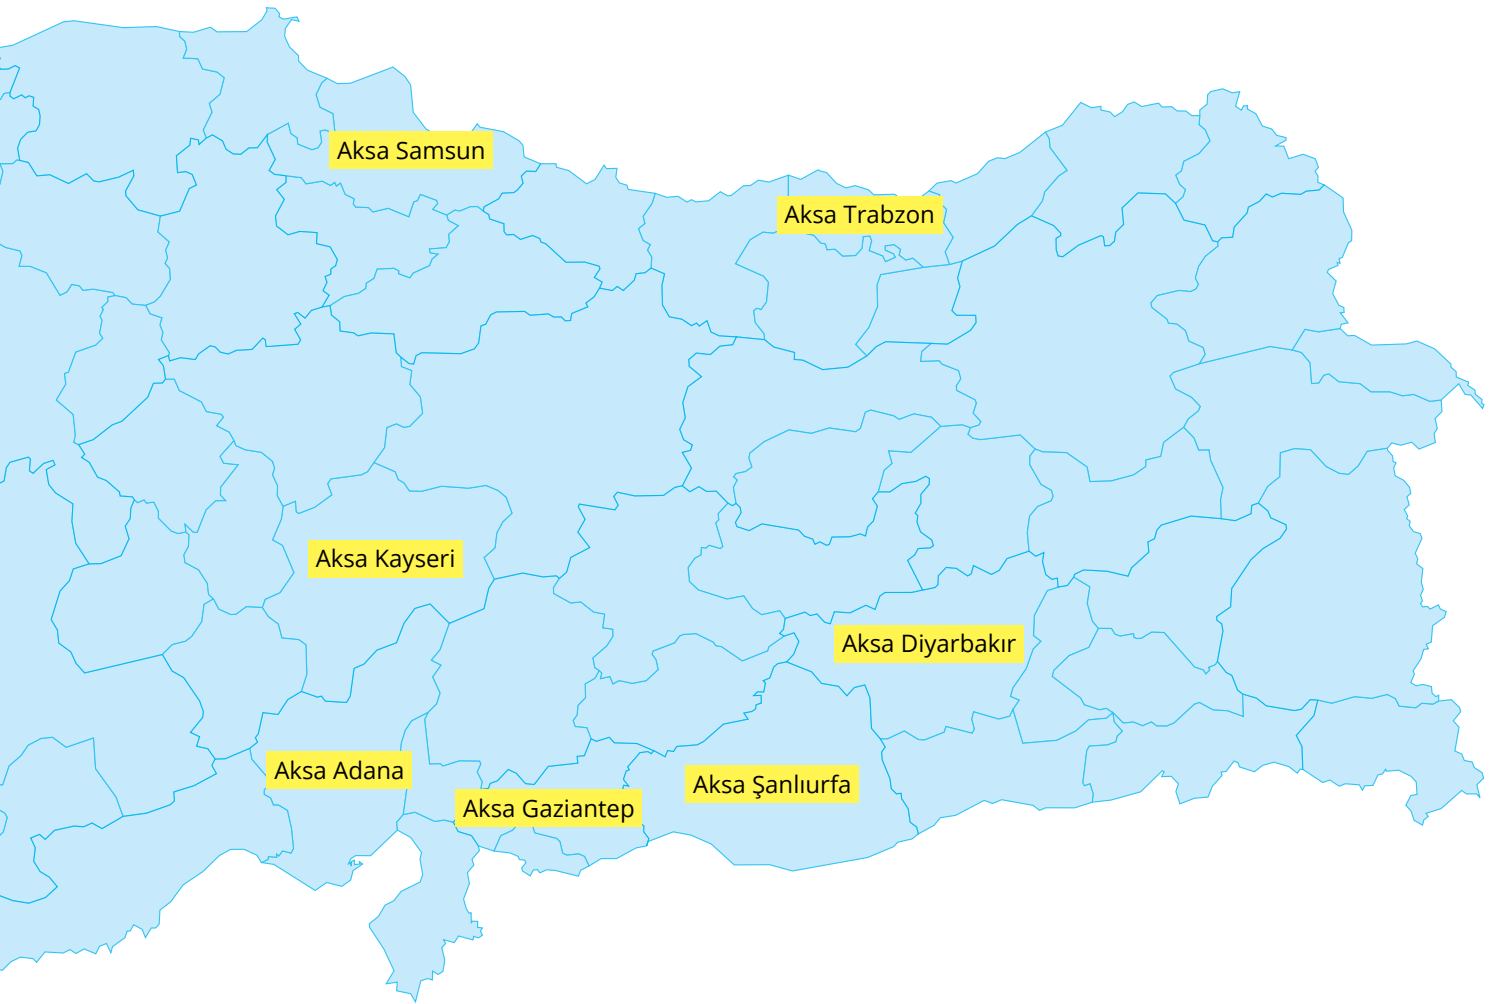 Aksa Samsun
Aksa Trabzon
Aksa Kayseri
Aksa Diyarbakır
Aksa Adana
Aksa Şanlıurfa
Aksa Gaziantep